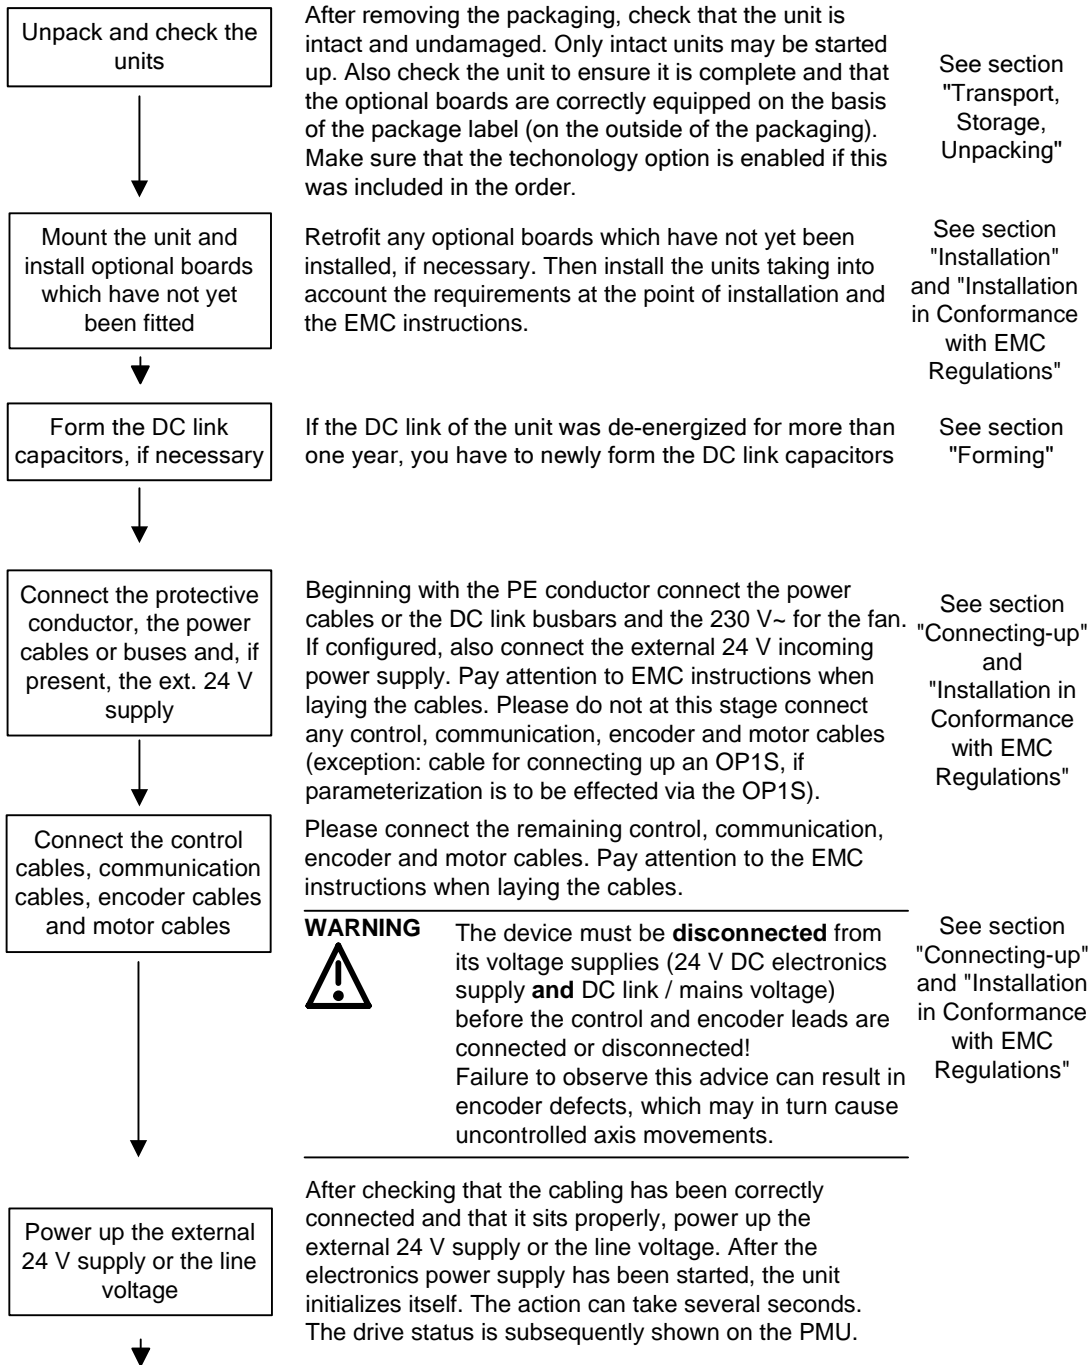 Unpack and check the
units
After removing the packaging, check that the unit is
intact and undamaged. Only intact units may be started
up. Also check the unit to ensure it is complete and that
the optional boards are correctly equipped on the basis
of the package label (on the outside of the packaging).
Make sure that the techonology option is enabled if this
was included in the order.
See section
"Transport,
Storage,
Unpacking"
Mount the unit and
install optional boards
which have not yet
been fitted
Retrofit any optional boards which have not yet been
installed, if necessary. Then install the units taking into
account the requirements at the point of installation and
the EMC instructions.
See section
"Installation"
and "Installation
in Conformance
with EMC
Regulations"
Form the DC link
capacitors, if necessary
If the DC link of the unit was de-energized for more than
one year, you have to newly form the DC link capacitors
See section
"Forming"
Connect the protective
conductor, the power
cables or buses and, if
present, the ext. 24 V
supply
Beginning with the PE conductor connect the power
cables or the DC link busbars and the 230 V~ for the fan.
If configured, also connect the external 24 V incoming
power supply. Pay attention to EMC instructions when
laying the cables. Please do not at this stage connect
any control, communication, encoder and motor cables
(exception: cable for connecting up an OP1S, if
parameterization is to be effected via the OP1S).
See section
"Connecting-up"
and
"Installation in
Conformance
with EMC
Regulations"
Connect the control
cables, communication
cables, encoder cables
and motor cables
Please connect the remaining control, communication,
encoder and motor cables. Pay attention to the EMC
instructions when laying the cables.
WARNING
The device must be disconnected from
its voltage supplies (24 V DC electronics
supply and DC link / mains voltage)
before the control and encoder leads are
connected or disconnected!
Failure to observe this advice can result in
encoder defects, which may in turn cause
uncontrolled axis movements.
See section
"Connecting-up"
and "Installation
in Conformance
with EMC
Regulations"
Power up the external
24 V supply or the line
voltage
After checking that the cabling has been correctly
connected and that it sits properly, power up the
external 24 V supply or the line voltage. After the
electronics power supply has been started, the unit
initializes itself. The action can take several seconds.
The drive status is subsequently shown on the PMU.